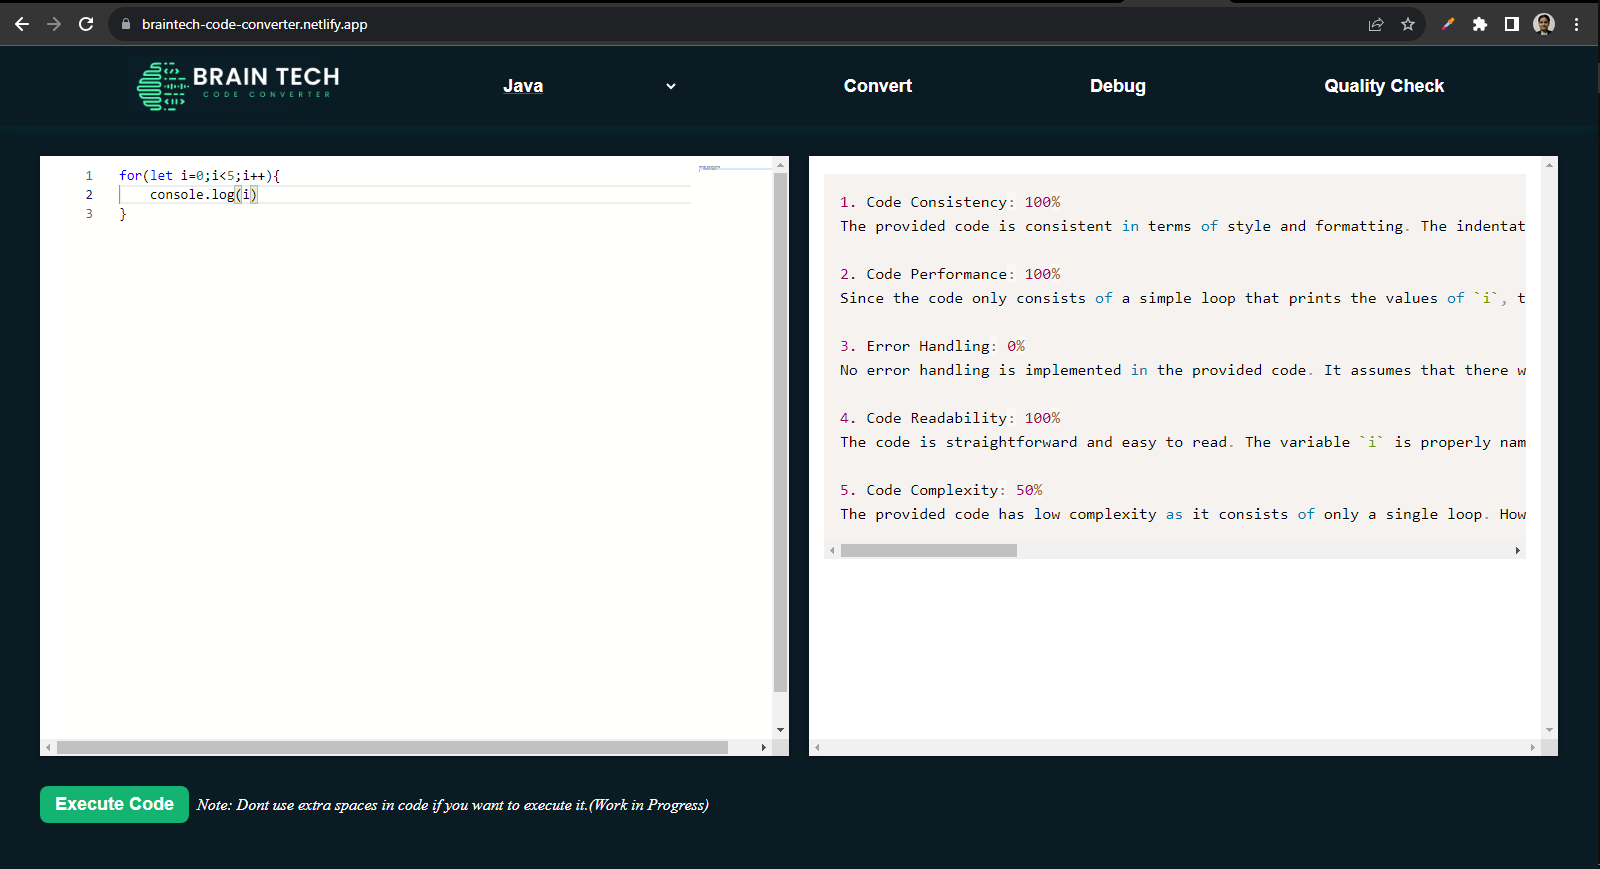 braintech-code-converter.netlify.app
BRAIN TECH
CODE CONVERTER
Java
Convert
Debug
Quality Check
1 for(let i=0;i<5;i++){
2 console.log(i)
3 }
1. Code Consistency: 100%
The provided code is consistent in terms of style and formatting. The indentat
2. Code Performance: 100%
Since the code only consists of a simple loop that prints the values of `i`, t
3. Error Handling: 0%
No error handling is implemented in the provided code. It assumes that there w
4. Code Readability: 100%
The code is straightforward and easy to read. The variable `i` is properly nam
5. Code Complexity: 50%
The provided code has low complexity as it consists of only a single loop. How
Execute Code
Note: Dont use extra spaces in code if you want to execute it.(Work in Progress)